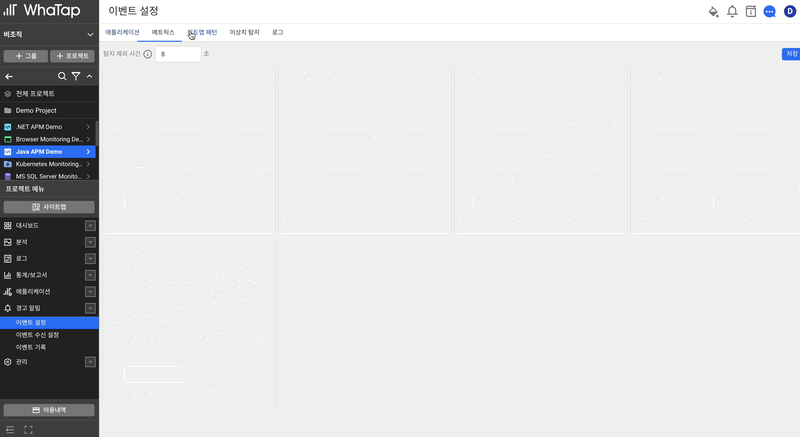 WhaTap
비조직
그룹
프로젝트
전체 프로젝트
Demo Project
.NET APM Demo
Browser Monitoring De...
Java APM Demo
Kubernetes Monitoring...
MS SQL Server Monito...
프로젝트 메뉴
사이트맵
대시보드
분석
로그
통계/보고서
애플리케이션
경고 알림
이벤트 설정
이벤트 수신 설정
이벤트 기록
관리
이용내역
이벤트 설정
D
애플리케이션 메트릭스 히트맵 패턴 이상치 탐지 로그
탐지 제외 시간 8 초
저장